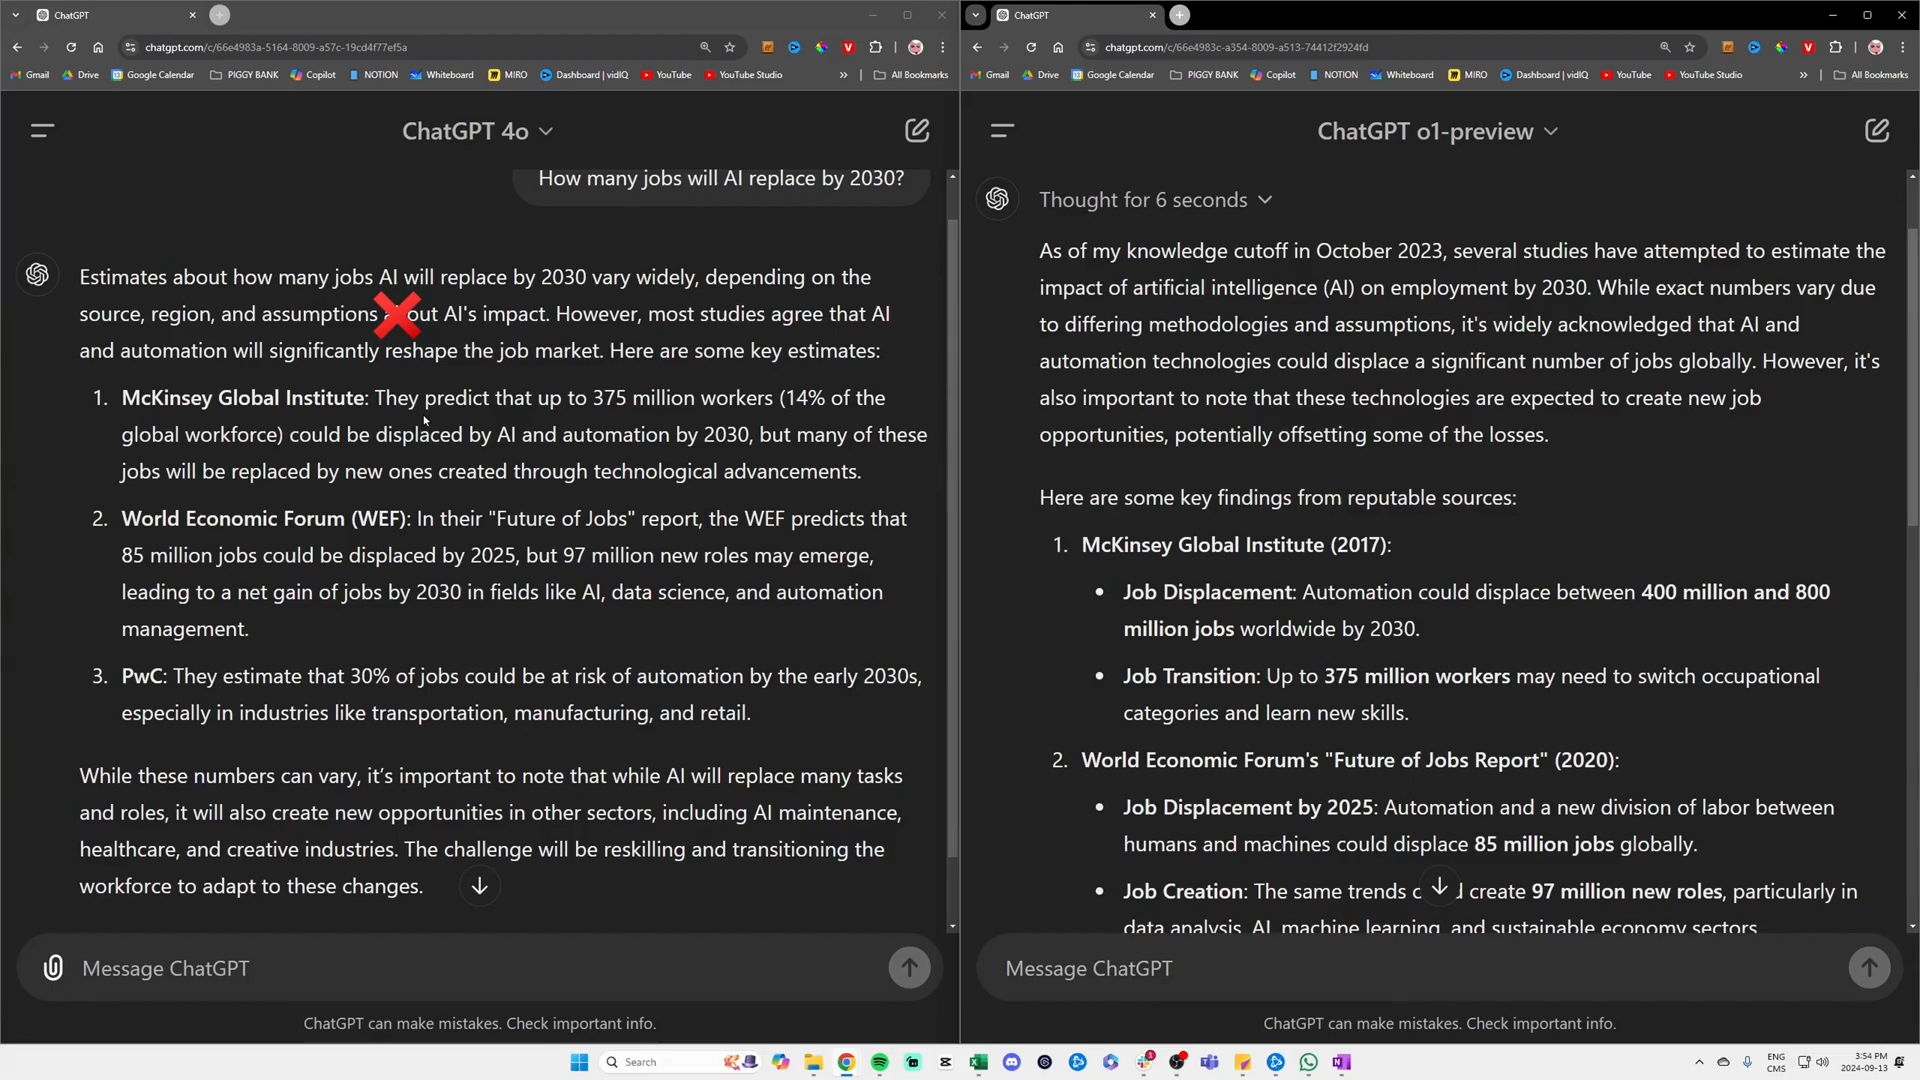 ChatGPT
chatgpt.com/c/66e4983a-5164-8009-a57c-19cd4f77ef5a
Gmail Drive Google Calendar PIGGY BANK Copilot NOTION Whiteboard MIRO Dashboard | vidIQ YouTube YouTube Studio » All Bookmarks
ChatGPT 4o
How many jobs will AI replace by 2030?
Estimates about how many jobs AI will replace by 2030 vary widely, depending on the
source, region, and assumptions out AI's impact. However, most studies agree that AI
and automation will significantly reshape the job market. Here are some key estimates:
1. McKinsey Global Institute: They predict that up to 375 million workers (14% of the
global workforce) could be displaced by AI and automation by 2030, but many of these
jobs will be replaced by new ones created through technological advancements.
2. World Economic Forum (WEF): In their "Future of Jobs" report, the WEF predicts that
85 million jobs could be displaced by 2025, but 97 million new roles may emerge,
leading to a net gain of jobs by 2030 in fields like AI, data science, and automation
management.
3. PwC: They estimate that 30% of jobs could be at risk of automation by the early 2030s,
especially in industries like transportation, manufacturing, and retail.
While these numbers can vary, it's important to note that while AI will replace many tasks
and roles, it will also create new opportunities in other sectors, including AI maintenance,
healthcare, and creative industries. The challenge will be reskilling and transitioning the
workforce to adapt to these changes.
Message ChatGPT
ChatGPT can make mistakes. Check important info.
ChatGPT
chatgpt.com/c/66e4983c-a354-8009-a513-74412f2924fd
Gmail Drive Google Calendar PIGGY BANK Copilot NOTION Whiteboard MIRO Dashboard | vidIQ YouTube YouTube Studio » All Bookmarks
ChatGPT o1-preview
Thought for 6 seconds
As of my knowledge cutoff in October 2023, several studies have attempted to estimate the
impact of artificial intelligence (AI) on employment by 2030. While exact numbers vary due
to differing methodologies and assumptions, it's widely acknowledged that AI and
automation technologies could displace a significant number of jobs globally. However, it's
also important to note that these technologies are expected to create new job
opportunities, potentially offsetting some of the losses.
Here are some key findings from reputable sources:
1. McKinsey Global Institute (2017):
• Job Displacement: Automation could displace between 400 million and 800
million jobs worldwide by 2030.
• Job Transition: Up to 375 million workers may need to switch occupational
categories and learn new skills.
2. World Economic Forum's "Future of Jobs Report" (2020):
• Job Displacement by 2025: Automation and a new division of labor between
humans and machines could displace 85 million jobs globally.
• Job Creation: The same trends create 97 million new roles, particularly in
data analysis, AI, machine learning, and sustainable economy sectors
Message ChatGPT
ChatGPT can make mistakes. Check important info.
Search
1
ENG
CMS
3:54 PM
2024-09-13